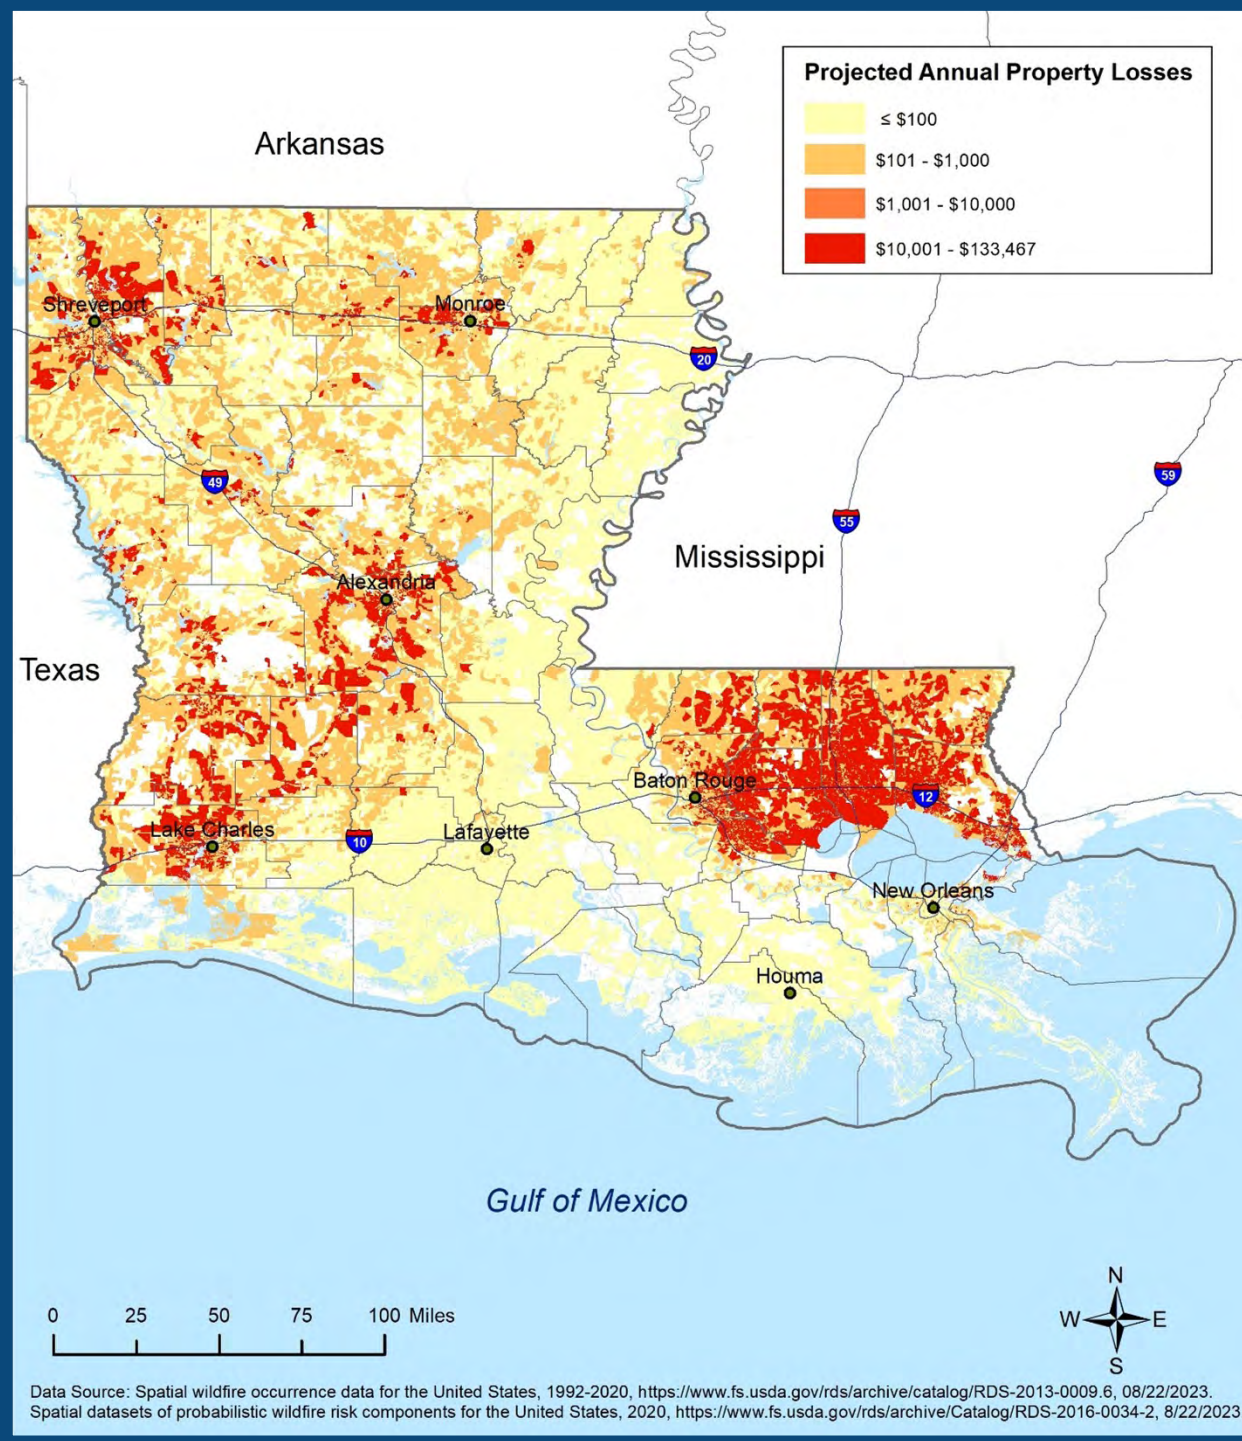 Projected Annual Property Losses
≤ $100
$101 - $1,000
$1,001 - $10,000
$10,001 - $133,467
Arkansas
Shreveport
Monroe
20
49
59
55
Mississippi
Alexandria
Texas
Baton Rouge
12
Lake Charles
10
Lafayette
New Orleans
Houma
Gulf of Mexico
N
W E
S
0 25 50 75 100 Miles
Data Source: Spatial wildfire occurrence data for the United States, 1992-2020, https://www.fs.usda.gov/rds/archive/catalog/RDS-2013-0009.6, 08/22/2023.
Spatial datasets of probabilistic wildfire risk components for the United States, 2020, https://www.fs.usda.gov/rds/archive/Catalog/RDS-2016-0034-2, 8/22/2023